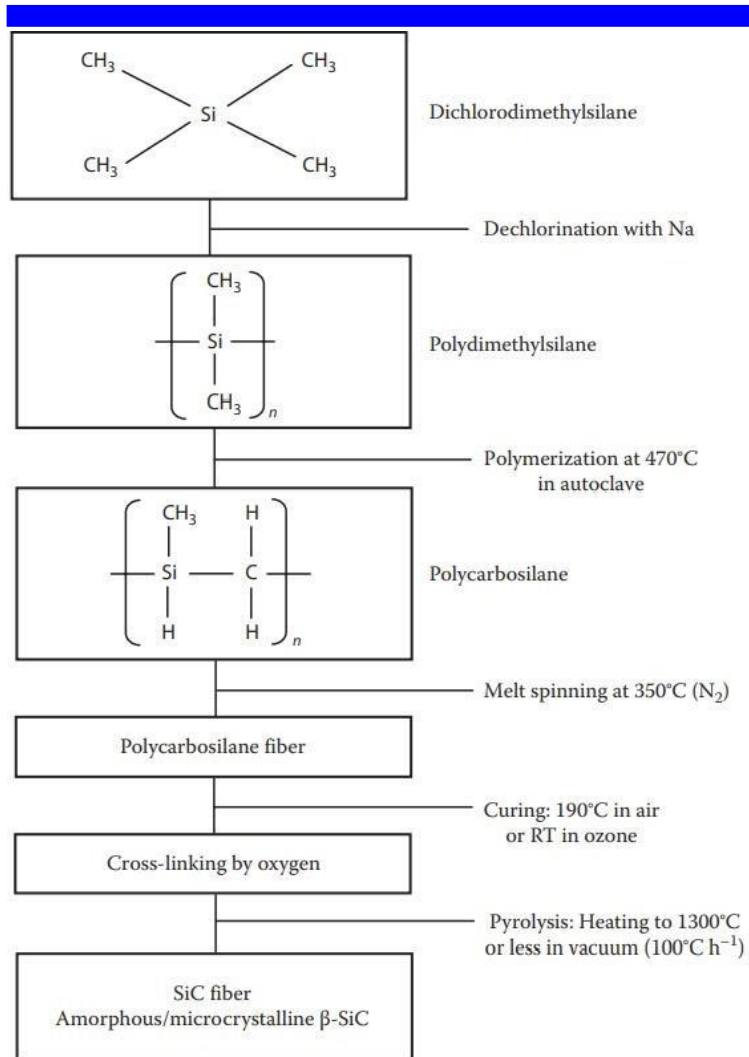 CH3 CH3
Si
CH3 CH3
Dichlorodimethylsilane
Dechlorination with Na
CH3
Si
CH3
n
Polydimethylsilane
Polymerization at 470°C
in autoclave
CH3 H
Si C
H H
n
Polycarbosilane
Melt spinning at 350°C (N2)
Polycarbosilane fiber
Curing: 190°C in air
or RT in ozone
Cross-linking by oxygen
Pyrolysis: Heating to 1300°C
or less in vacuum (100°C h−1)
SiC fiber
Amorphous/microcrystalline β-SiC